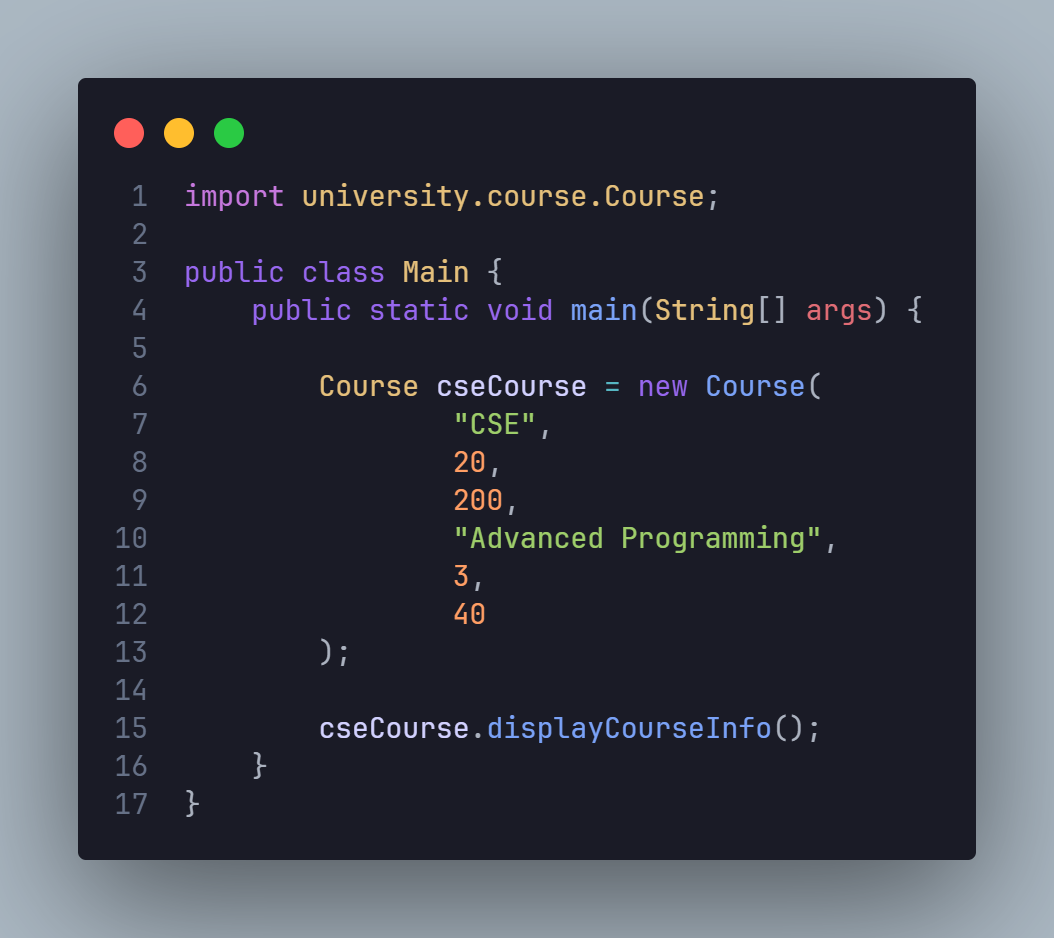 1 import university.course.Course;
2
3 public class Main {
4     public static void main(String[] args) {
5
6         Course cseCourse = new Course(
7                 "CSE",
8                 20,
9                 200,
10                 "Advanced Programming",
11                 3,
12                 40
13         );
14
15         cseCourse.displayCourseInfo();
16     }
17 }